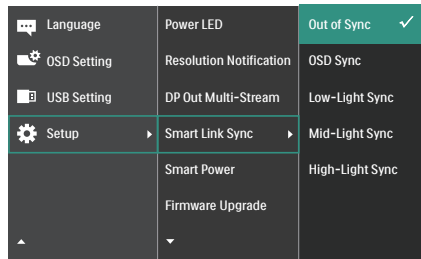 Language
OSD Setting
USB Setting
Setup
Power LED
Resolution Notification
DP Out Multi-Stream
Smart Link Sync
Smart Power
Firmware Upgrade
Out of Sync
OSD Sync
Low-Light Sync
Mid-Light Sync
High-Light Sync